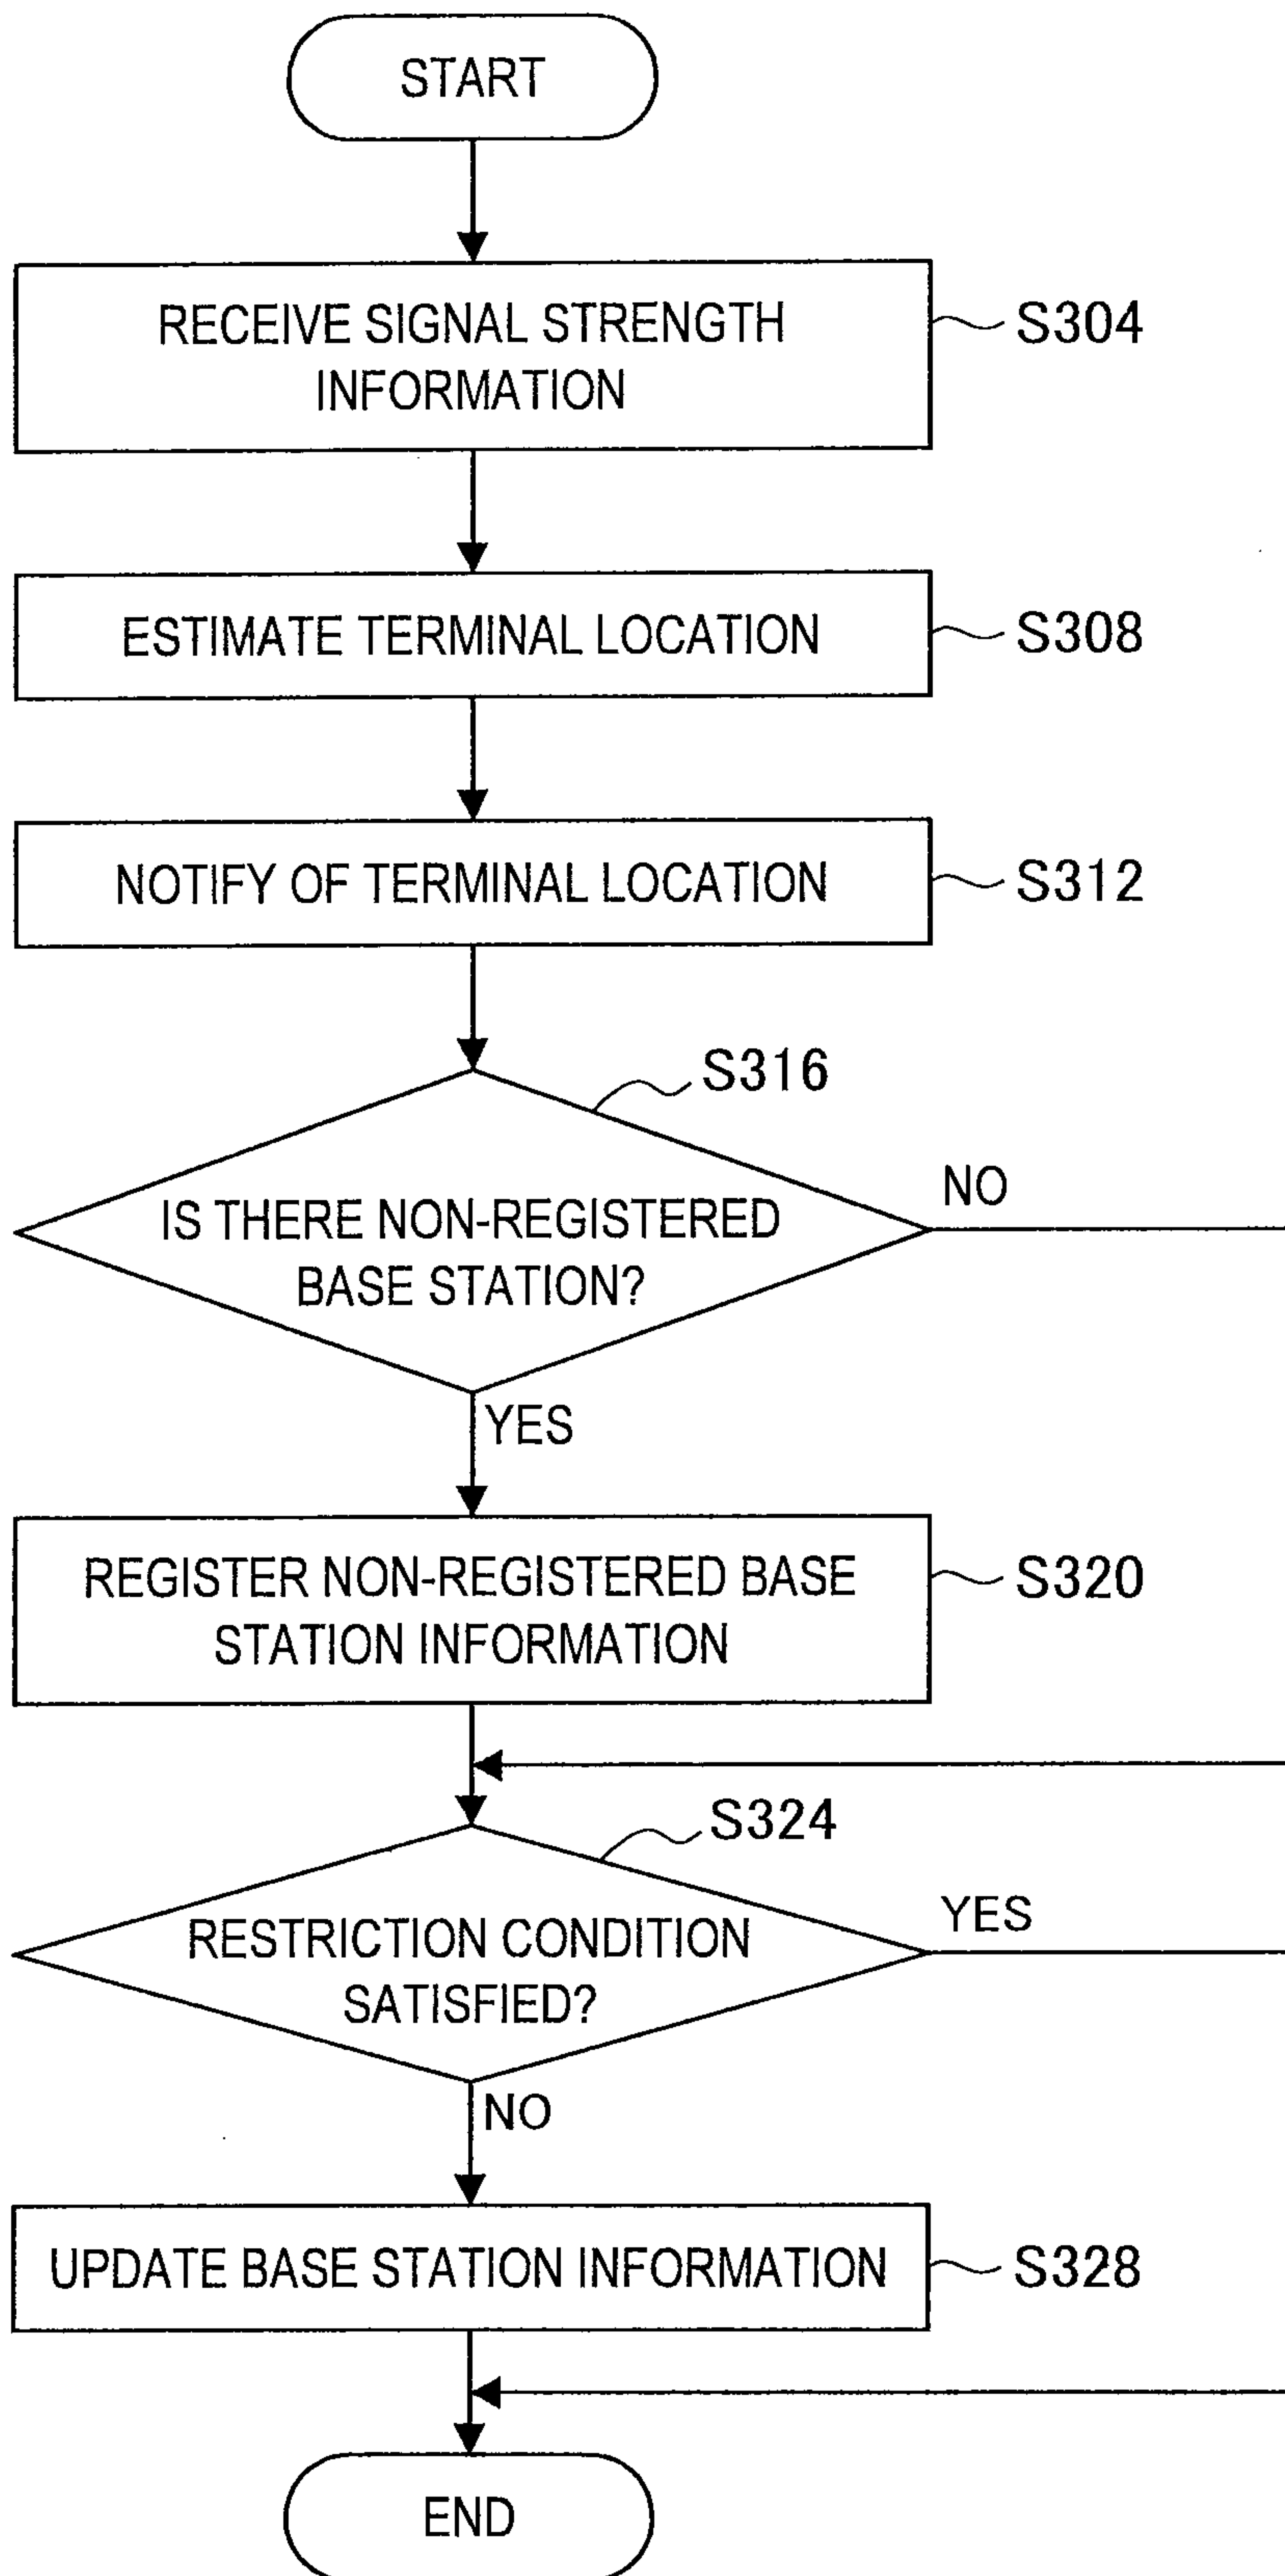 START
RECEIVE SIGNAL STRENGTH
INFORMATION
S304
ESTIMATE TERMINAL LOCATION
S308
NOTIFY OF TERMINAL LOCATION
S312
S316
IS THERE NON-REGISTERED
BASE STATION?
NO
YES
REGISTER NON-REGISTERED BASE
STATION INFORMATION
S320
S324
RESTRICTION CONDITION
SATISFIED?
YES
NO
UPDATE BASE STATION INFORMATION
S328
END